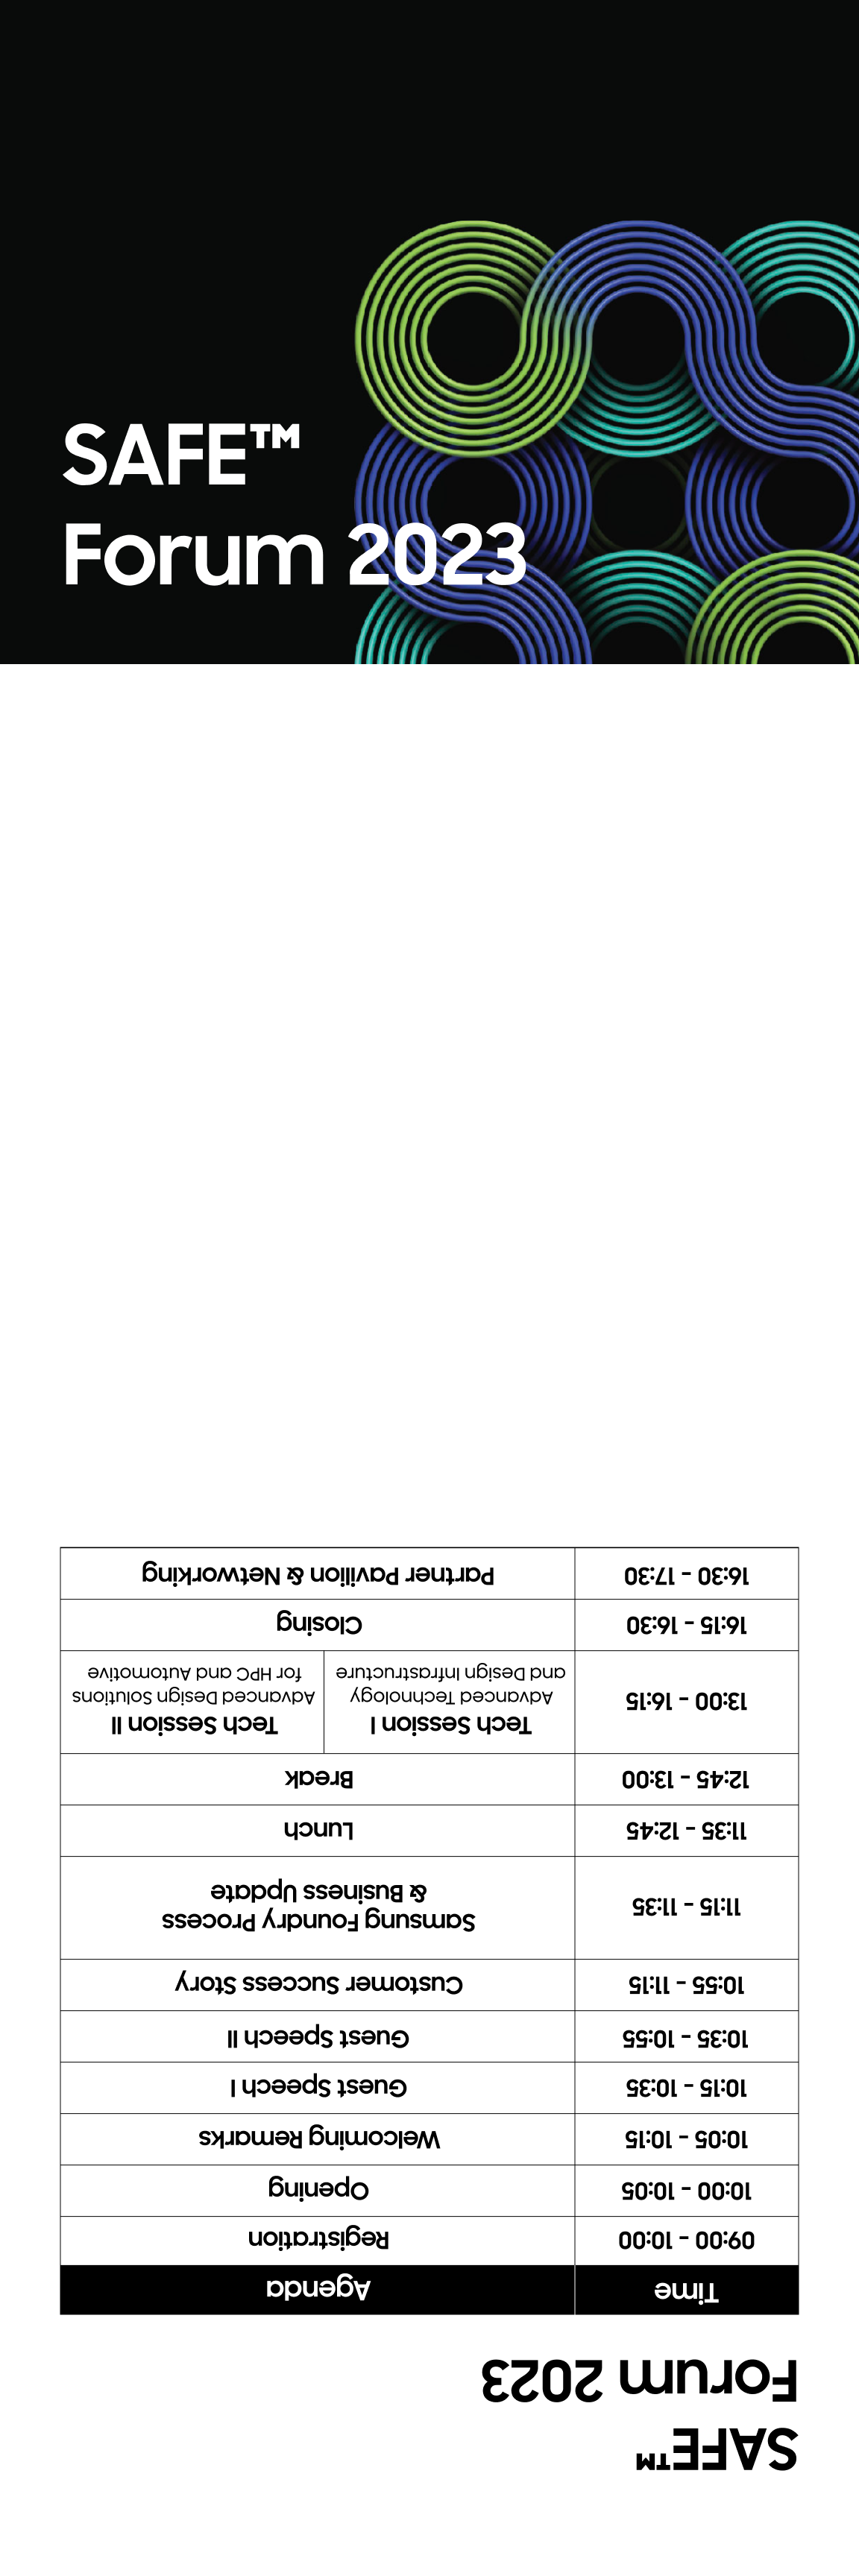 SAFE™
Forum 2023
SAFE™
Forum 2023
Time Agenda
09:00 - 10:00 Registration
10:00 - 10:05 Opening
10:05 - 10:15 Welcoming Remarks
10:15 - 10:35 Guest Speech I
10:35 - 10:55 Guest Speech II
10:55 - 11:15 Customer Success Story
11:15 - 11:35 Samsung Foundry Process
& Business Update
11:35 - 12:45 Lunch
12:45 - 13:00 Break
13:00 - 16:15
Tech Session I
Advanced Technology
and Design Infrastructure
Tech Session II
Advanced Design Solutions
for HPC and Automotive
16:15 - 16:30 Closing
16:30 - 17:30 Partner Pavilion & Networking